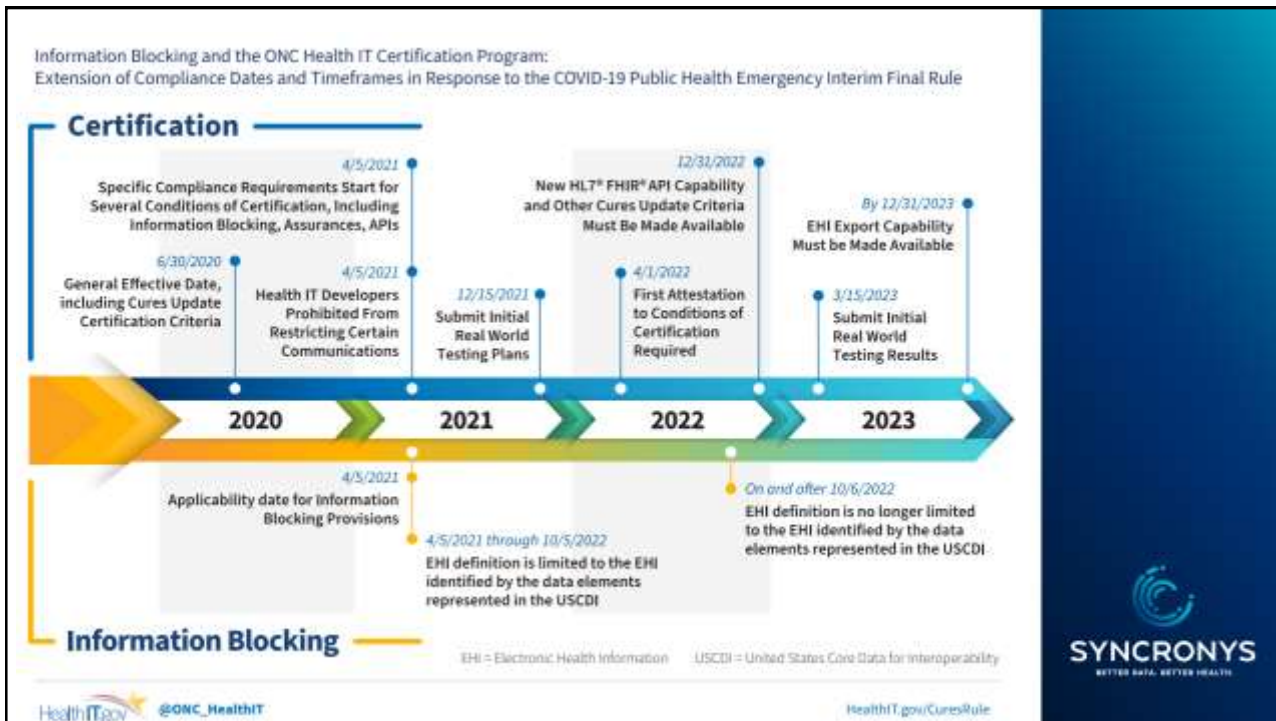 Information Blocking and the ONC Health IT Certification Program:
Extension of Compliance Dates and Timeframes in Response to the COVID-19 Public Health Emergency Interim Final Rule
Certification
4/5/2021
Specific Compliance Requirements Start for
Several Conditions of Certification, Including
Information Blocking, Assurances, APIs
12/31/2022
New HL7® FHIR® API Capability
and Other Cures Update Criteria
Must Be Made Available
By 12/31/2023
EHI Export Capability
Must be Made Available
6/30/2020
General Effective Date,
including Cures Update
Certification Criteria
4/5/2021
Health IT Developers
Prohibited From
Restricting Certain
Communications
12/15/2021
Submit Initial
Real World
Testing Plans
4/1/2022
First Attestation
to Conditions of
Certification
Required
3/15/2023
Submit Initial
Real World
Testing Results
2020
2021
2022
2023
4/5/2021
Applicability date for Information
Blocking Provisions
4/5/2021 through 10/5/2022
EHI definition is limited to the EHI
identified by the data elements
represented in the USCDI
On and after 10/6/2022
EHI definition is no longer limited
to the EHI identified by the data
elements represented in the USCDI
Information Blocking
EHI = Electronic Health Information USCDI = United States Core Data for Interoperability
HealthIT.gov
@ONC_HealthIT
HealthIT.gov/CuresRule
SYNCRONYS
BETTER DATA. BETTER HEALTH.